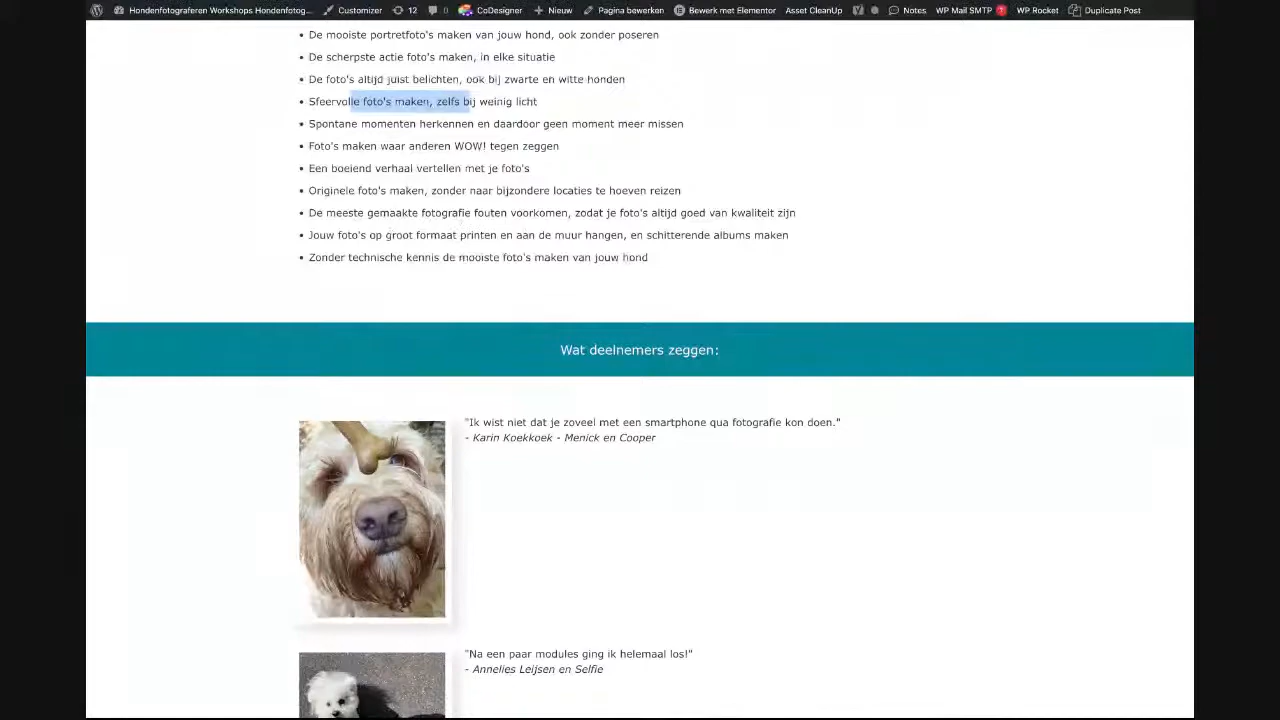 Hondenfotograferen Workshops Hondenfotog... Customizer 12 0 CoDesigner Nieuw Pagina bewerken Bewerk met Elementor Asset CleanUp Notes WP Mail SMTP WP Rocket Duplicate Post
• De mooiste portretfoto's maken van jouw hond, ook zonder poseren
• De scherpste actie foto's maken, in elke situatie
• De foto's altijd juist belichten, ook bij zwarte en witte honden
• Sfeervolle foto's maken, zelfs bij weinig licht
• Spontane momenten herkennen en daardoor geen moment meer missen
• Foto's maken waar anderen WOW! tegen zeggen
• Een boeiend verhaal vertellen met je foto's
• Originele foto's maken, zonder naar bijzondere locaties te hoeven reizen
• De meeste gemaakte fotografie fouten voorkomen, zodat je foto's altijd goed van kwaliteit zijn
• Jouw foto's op groot formaat printen en aan de muur hangen, en schitterende albums maken
• Zonder technische kennis de mooiste foto's maken van jouw hond
Wat deelnemers zeggen:
"Ik wist niet dat je zoveel met een smartphone qua fotografie kon doen."
- Karin Koekkoek - Menick en Cooper
"Na een paar modules ging ik helemaal los!"
- Annelies Leijsen en Selfie